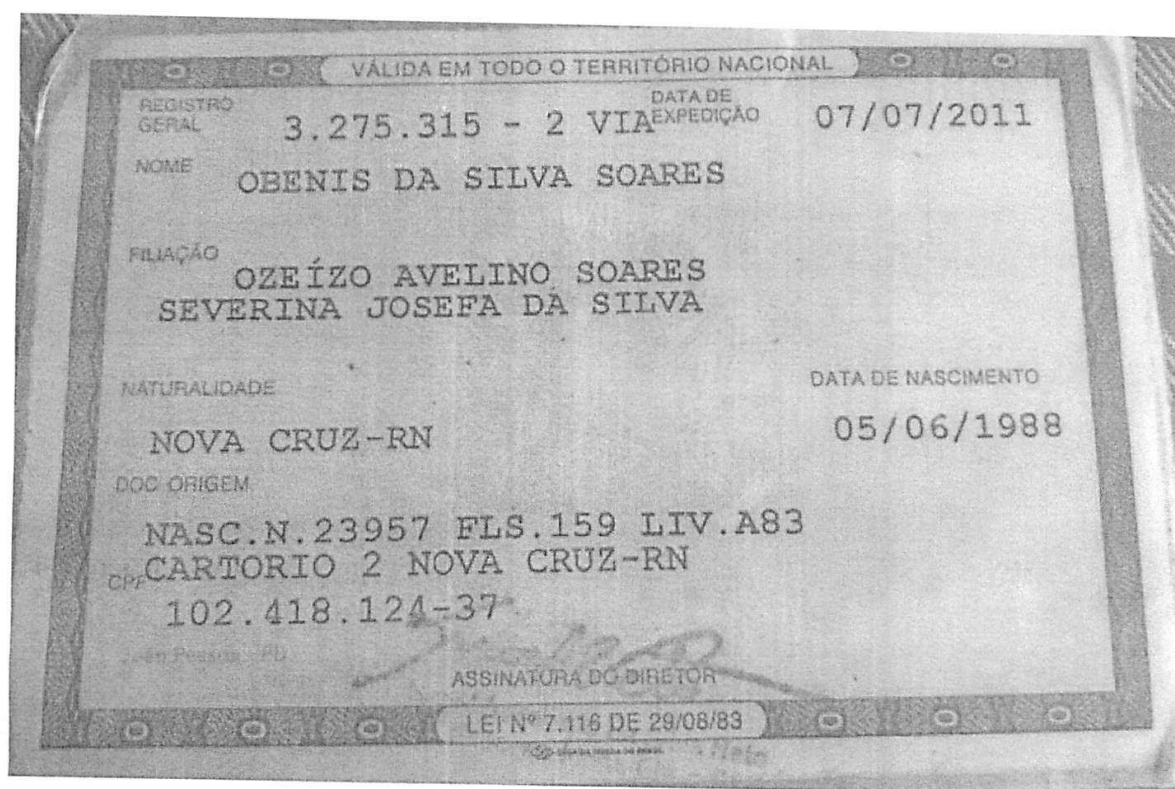 VÁLIDA EM TODO O TERRITÓRIO NACIONAL
REGISTRO GERAL 3.275.315 - 2 VIA DATA DE EXPEDIÇÃO 07/07/2011
NOME OBENIS DA SILVA SOARES
FILIAÇÃO
OZEÍZO AVELINO SOARES
SEVERINA JOSEFA DA SILVA
NATURALIDADE DATA DE NASCIMENTO
NOVA CRUZ-RN 05/06/1988
DOC ORIGEM
NASC.N.23957 FLS.159 LIV.A83
CPF CARTORIO 2 NOVA CRUZ-RN
102.418.124-37
João Pessoa
ASSINATURA DO DIRETOR
LEI Nº 7.116 DE 29/08/83